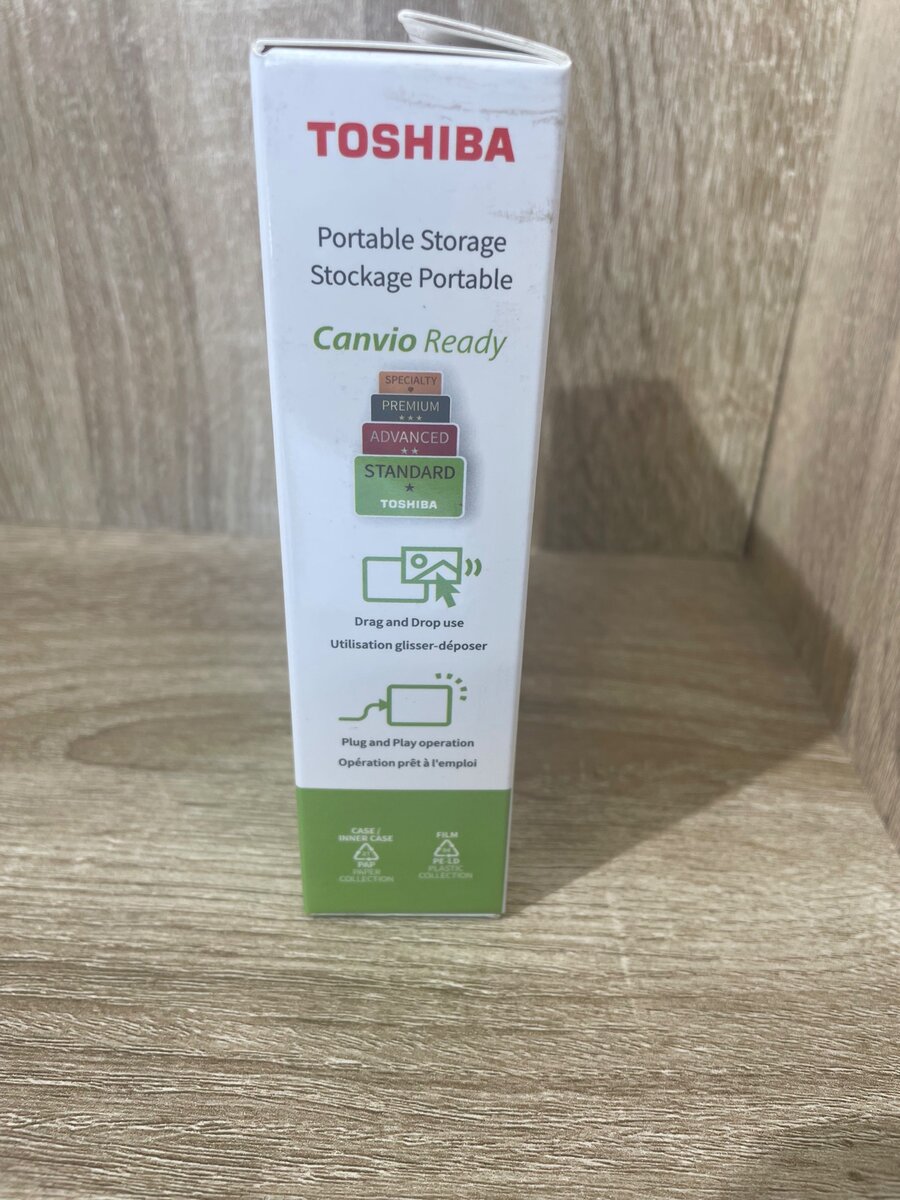 TOSHIBA
Portable Storage
Stockage Portable
Canvio Ready
SPECIALTY
PREMIUM
ADVANCED
STANDARD
TOSHIBA
Drag and Drop use
Utilisation glisser-déposer
Plug and Play operation
Opération prêt à l'emploi
CASE /
INNER CASE
PAP
PAPER
COLLECTION
FILM
PE-LD
PLASTIC
COLLECTION